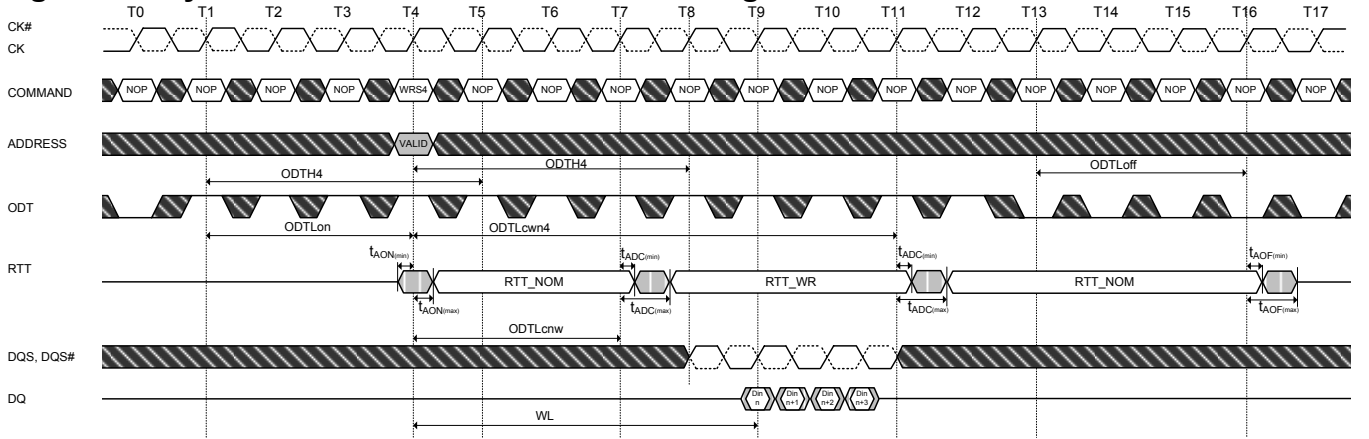 T0 T1 T2 T3 T4 T5 T6 T7 T8 T9 T10 T11 T12 T13 T14 T15 T16 T17
CK#
CK
COMMAND NOP NOP NOP NOP WRS4 NOP NOP NOP NOP NOP NOP NOP NOP NOP NOP NOP NOP NOP
ADDRESS VALID
ODTH4 ODTH4 ODTLoff
ODT
ODTLon ODTLcwn4
tAON(min) tADC(min) tADC(min) tAOF(min)
RTT RTT_NOM RTT_WR RTT_NOM
tAON(max) tADC(max) tADC(max) tAOF(max)
ODTLcnw
DQS, DQS#
DQ Din n Din n+1 Din n+2 Din n+3
WL